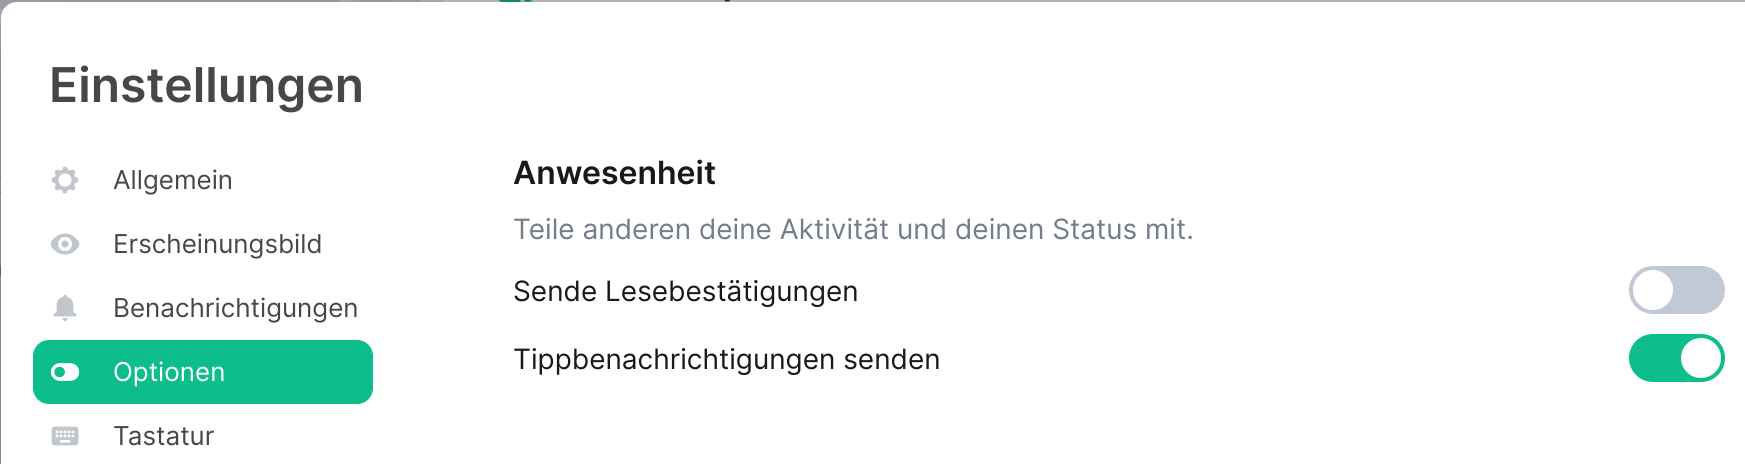 Einstellungen
Allgemein
Erscheinungsbild
Benachrichtigungen
Optionen
Tastatur
Anwesenheit
Teile anderen deine Aktivität und deinen Status mit.
Sende Lesebestätigungen
Tippbenachrichtigungen senden